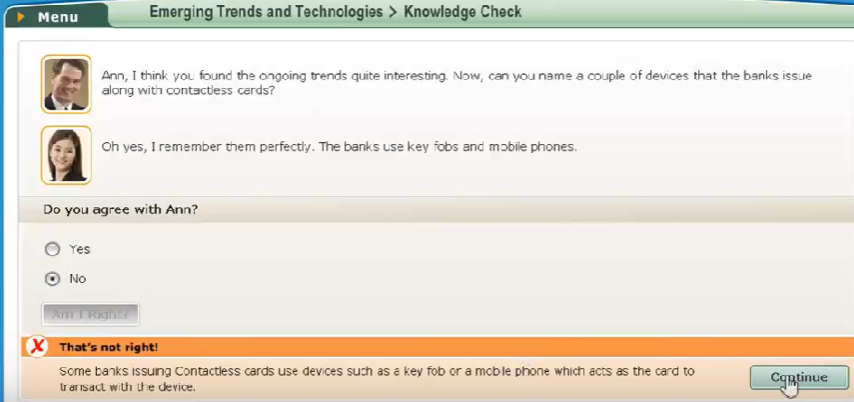 Menu
Emerging Trends and Technologies > Knowledge Check
Ann, I think you found the ongoing trends quite interesting. Now, can you name a couple of devices that the banks issue
along with contactless cards?
Oh yes, I remember them perfectly. The banks use key fobs and mobile phones.
Do you agree with Ann?
Yes
No
Am I Right?
That's not right!
Some banks issuing Contactless cards use devices such as a key fob or a mobile phone which acts as the card to
transact with the device.
Continue